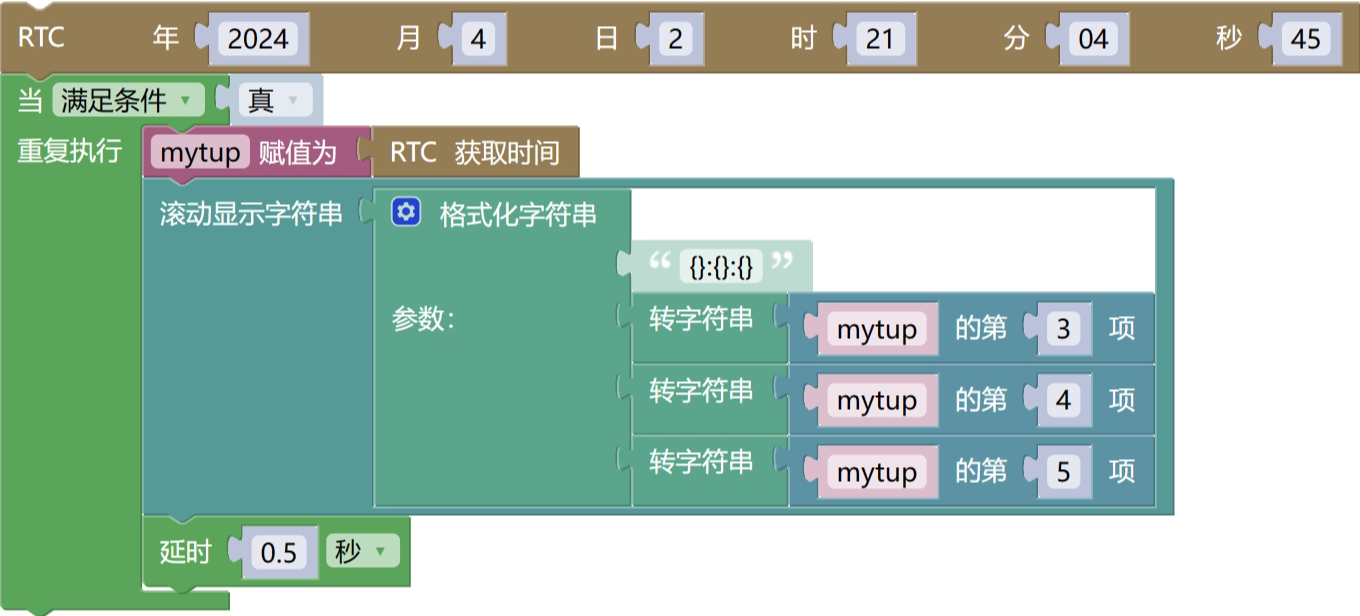 RTC 年 2024 月 4 日 2 时 21 分 04 秒 45
当 满足条件 真
重复执行 mytup 赋值为 RTC 获取时间
滚动显示字符串 格式化字符串
“ {}:{}:{} ”
参数: 转字符串 mytup 的第 3 项
转字符串 mytup 的第 4 项
转字符串 mytup 的第 5 项
延时 0.5 秒